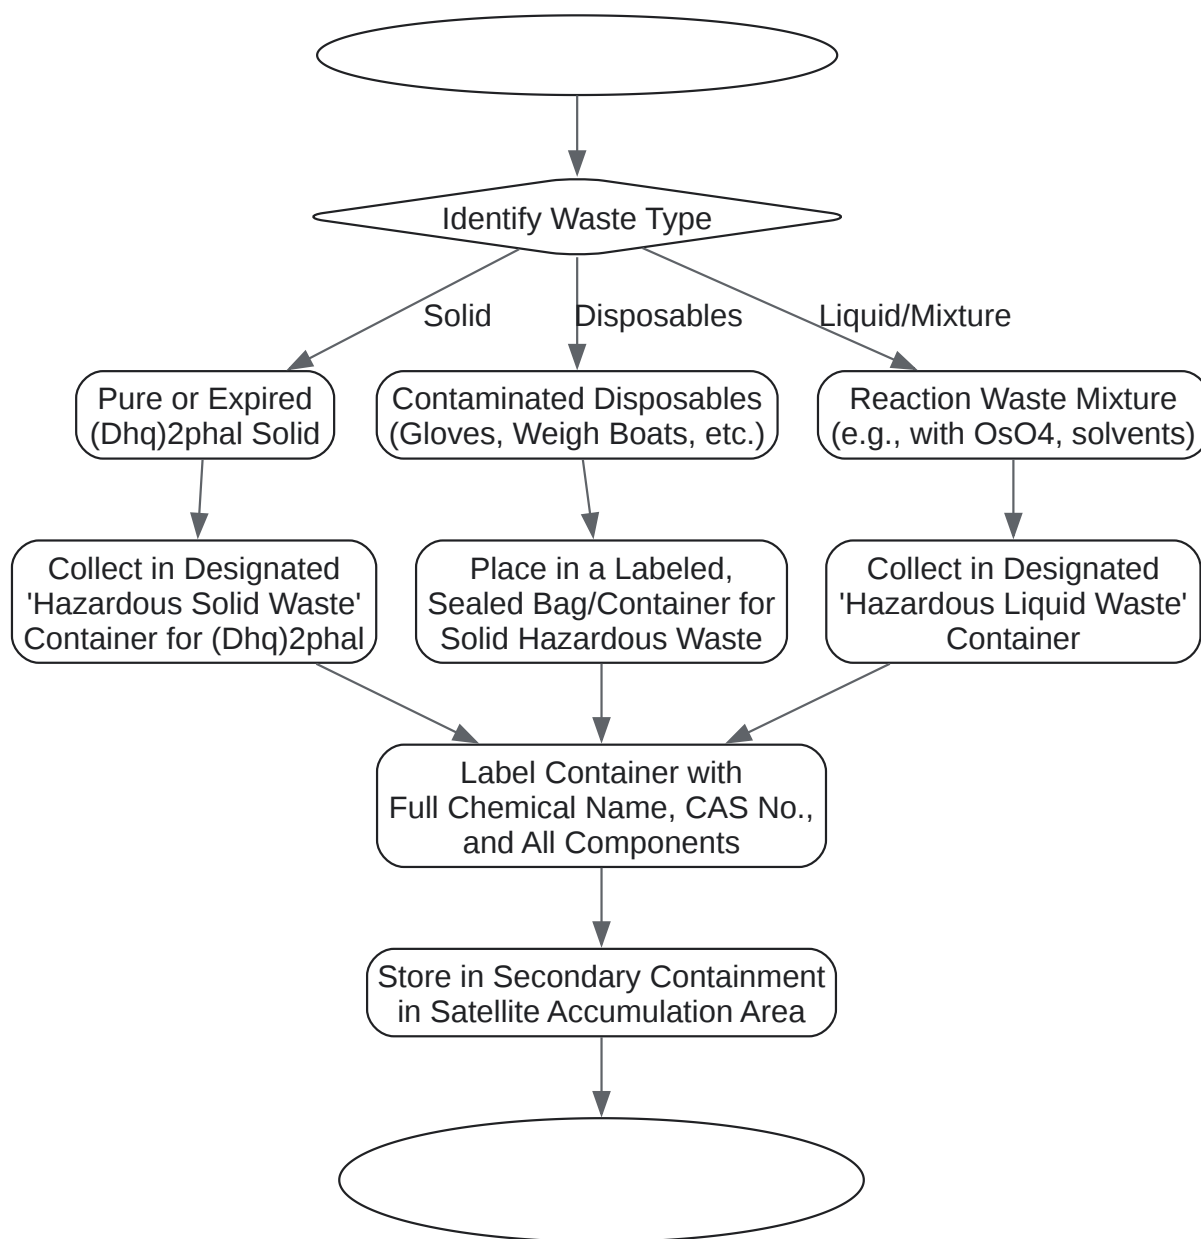 Identify Waste Type
Solid
Disposables
Liquid/Mixture
Pure or Expired
(Dhq)2phal Solid
Contaminated Disposables
(Gloves, Weigh Boats, etc.)
Reaction Waste Mixture
(e.g., with OsO4, solvents)
Collect in Designated
'Hazardous Solid Waste'
Container for (Dhq)2phal
Place in a Labeled,
Sealed Bag/Container for
Solid Hazardous Waste
Collect in Designated
'Hazardous Liquid Waste'
Container
Label Container with
Full Chemical Name, CAS No.,
and All Components
Store in Secondary Containment
in Satellite Accumulation Area